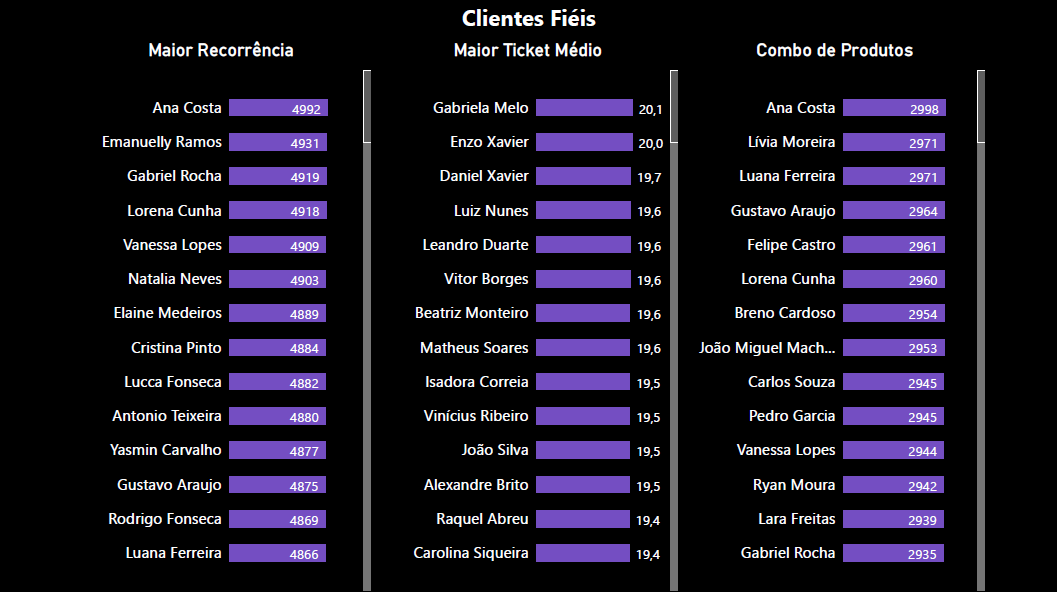 Clientes Fiéis
Maior Recorrência
Ana Costa 4992
Emanuelly Ramos 4931
Gabriel Rocha 4919
Lorena Cunha 4918
Vanessa Lopes 4909
Natalia Neves 4903
Elaine Medeiros 4889
Cristina Pinto 4884
Lucca Fonseca 4882
Antonio Teixeira 4880
Yasmin Carvalho 4877
Gustavo Araujo 4875
Rodrigo Fonseca 4869
Luana Ferreira 4866
Maior Ticket Médio
Gabriela Melo 20,1
Enzo Xavier 20,0
Daniel Xavier 19,7
Luiz Nunes 19,6
Leandro Duarte 19,6
Vitor Borges 19,6
Beatriz Monteiro 19,6
Matheus Soares 19,6
Isadora Correia 19,5
Vinícius Ribeiro 19,5
João Silva 19,5
Alexandre Brito 19,5
Raquel Abreu 19,4
Carolina Siqueira 19,4
Combo de Produtos
Ana Costa 2998
Lívia Moreira 2971
Luana Ferreira 2971
Gustavo Araujo 2964
Felipe Castro 2961
Lorena Cunha 2960
Breno Cardoso 2954
João Miguel Mach... 2953
Carlos Souza 2945
Pedro Garcia 2945
Vanessa Lopes 2944
Ryan Moura 2942
Lara Freitas 2939
Gabriel Rocha 2935